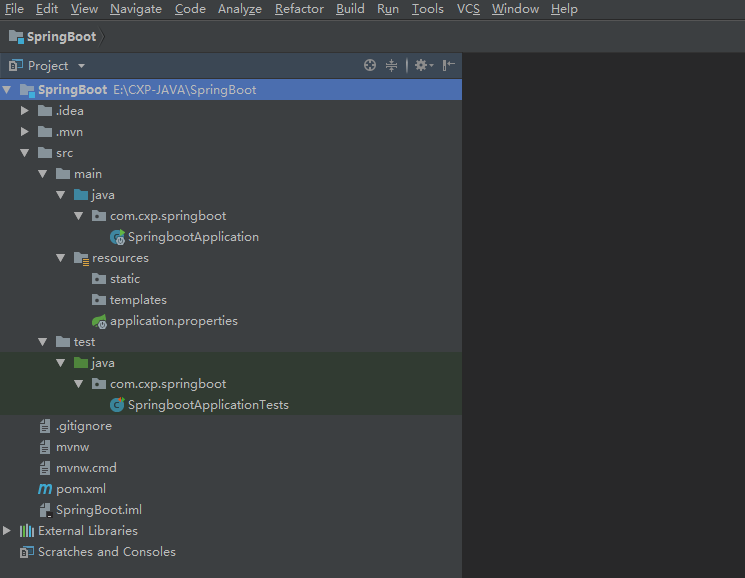 File Edit View Navigate Code Analyze Refactor Build Run Tools VCS Window Help
SpringBoot
Project
SpringBoot E:\CXP-JAVA\SpringBoot
.idea
.mvn
src
main
java
com.cxp.springboot
SpringbootApplication
resources
static
templates
application.properties
test
java
com.cxp.springboot
SpringbootApplicationTests
.gitignore
mvnw
mvnw.cmd
pom.xml
SpringBoot.iml
External Libraries
Scratches and Consoles